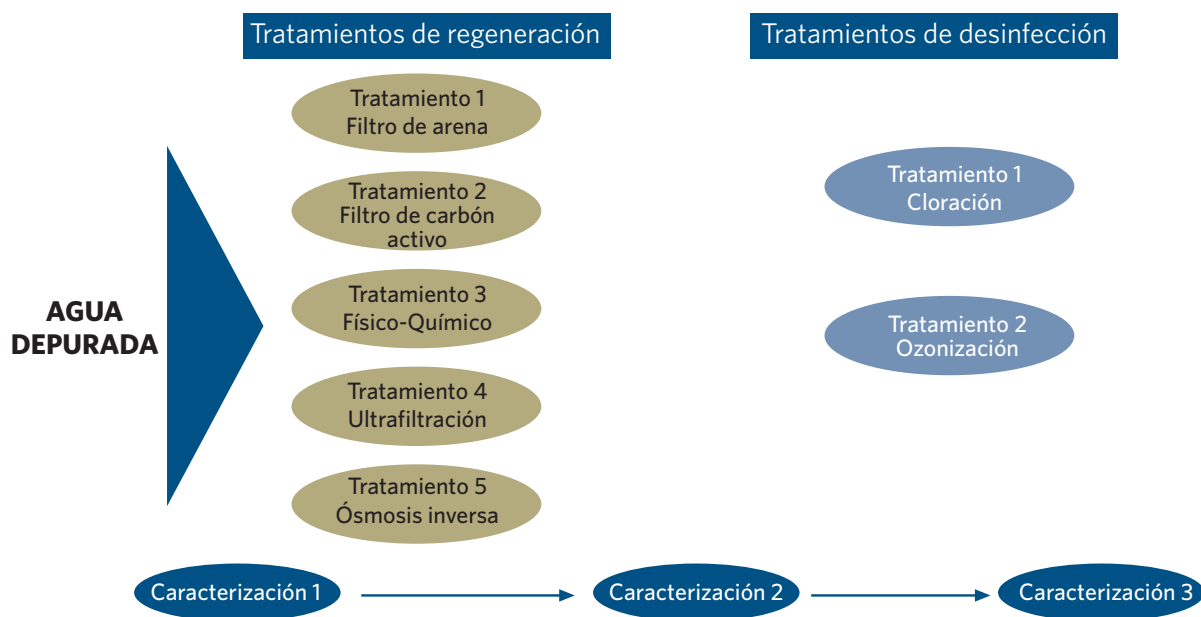 Tratamientos de regeneración
Tratamientos de desinfección
Tratamiento 1
Filtro de arena
Tratamiento 2
Filtro de carbón
activo
Tratamiento 3
Físico-Químico
Tratamiento 4
Ultrafiltración
Tratamiento 5
Ósmosis inversa
AGUA
DEPURADA
Tratamiento 1
Cloración
Tratamiento 2
Ozonización
Caracterización 1
Caracterización 2
Caracterización 3